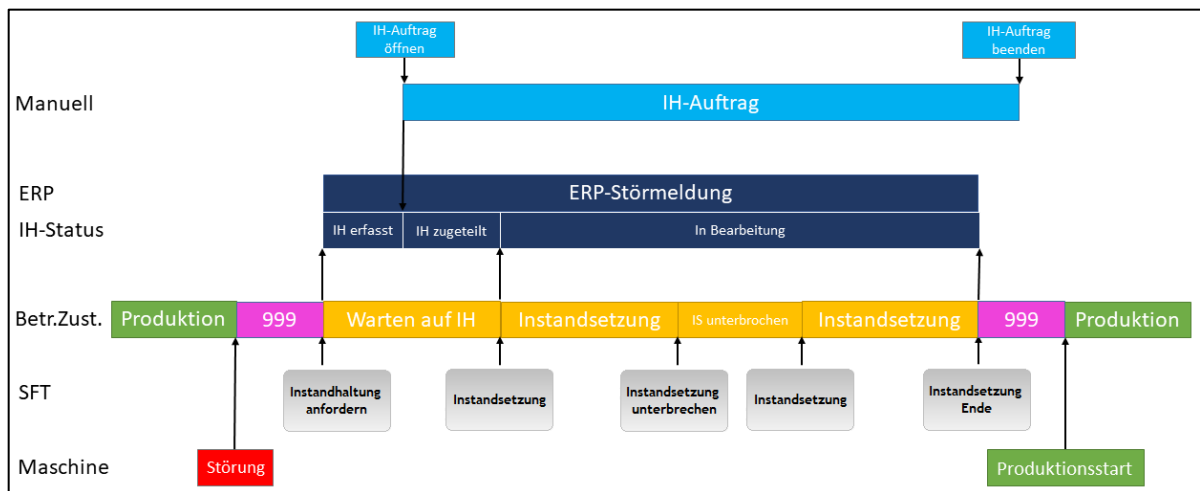 IH-Auftrag
öffnen
IH-Auftrag
beenden
Manuell
IH-Auftrag
ERP
ERP-Störmeldung
IH-Status
IH erfasst
IH zugeteilt
In Bearbeitung
Betr.Zust.
Produktion
999
Warten auf IH
Instandsetzung
IS unterbrochen
Instandsetzung
999
Produktion
SFT
Instandhaltung
anfordern
Instandsetzung
Instandsetzung
unterbrechen
Instandsetzung
Instandsetzung
Ende
Maschine
Störung
Produktionsstart